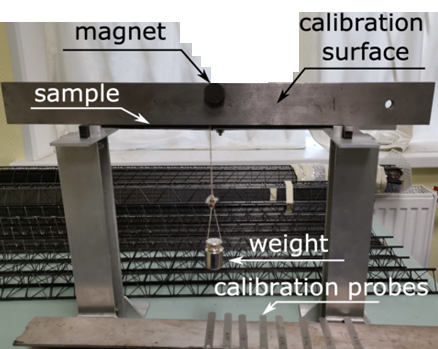 magnet
calibration
surface
sample
weight
calibration probes